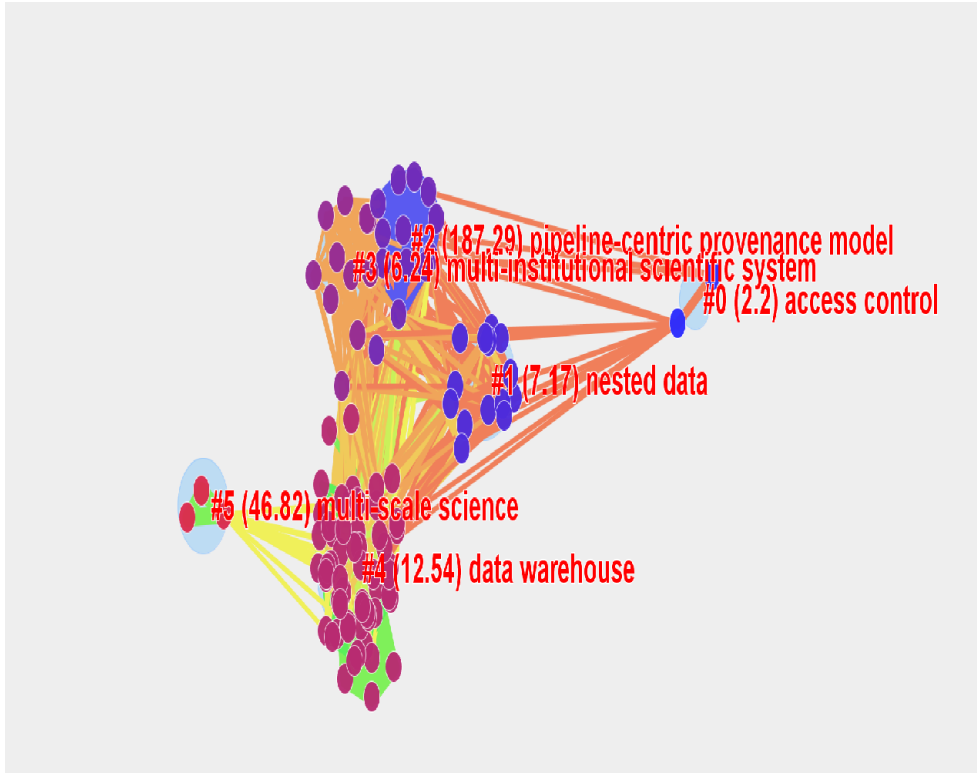 #2 (187.29) pipeline-centric provenance model
#3 (6.24) multi-institutional scientific system
#0 (2.2) access control
#1 (7.17) nested data
#5 (46.82) multi-scale science
#4 (12.54) data warehouse